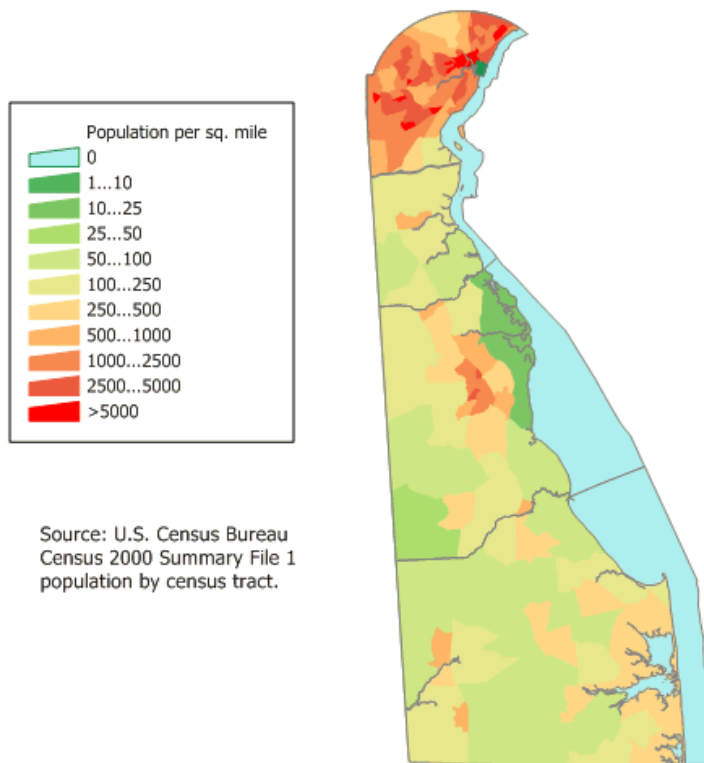 Population per sq. mile
0
1...10
10...25
25...50
50...100
100...250
250...500
500...1000
1000...2500
2500...5000
>5000
Source: U.S. Census Bureau
Census 2000 Summary File 1
population by census tract.